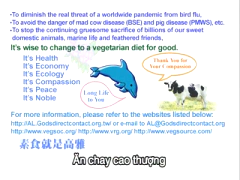 -To diminish the real threat of a worldwide pandemic from bird flu,
-To avoid the danger of mad cow disease (BSE) and pig disease (PMWS), etc.
-To stop the continuing gruesome sacrifice of billions of our sweet
domestic animals, marine life and feathered friends,
It's wise to change to a vegetarian diet for good.
It's Health
It's Economy
It's Ecology
It's Compassion
It's Peace
It's Noble
Thank You for
Your Compassion
Long Life
to You
For more information, please refer to the websites listed below:
http://www.AL.Godsdirectcontact.org.tw/ or e-mail to AL@Godsdirectcontact.org
http://www.vegsoc.org/ http://www.vrg.org/ http://www.vegsource.com/
素食就是高雅
Ăn chay cao thượng